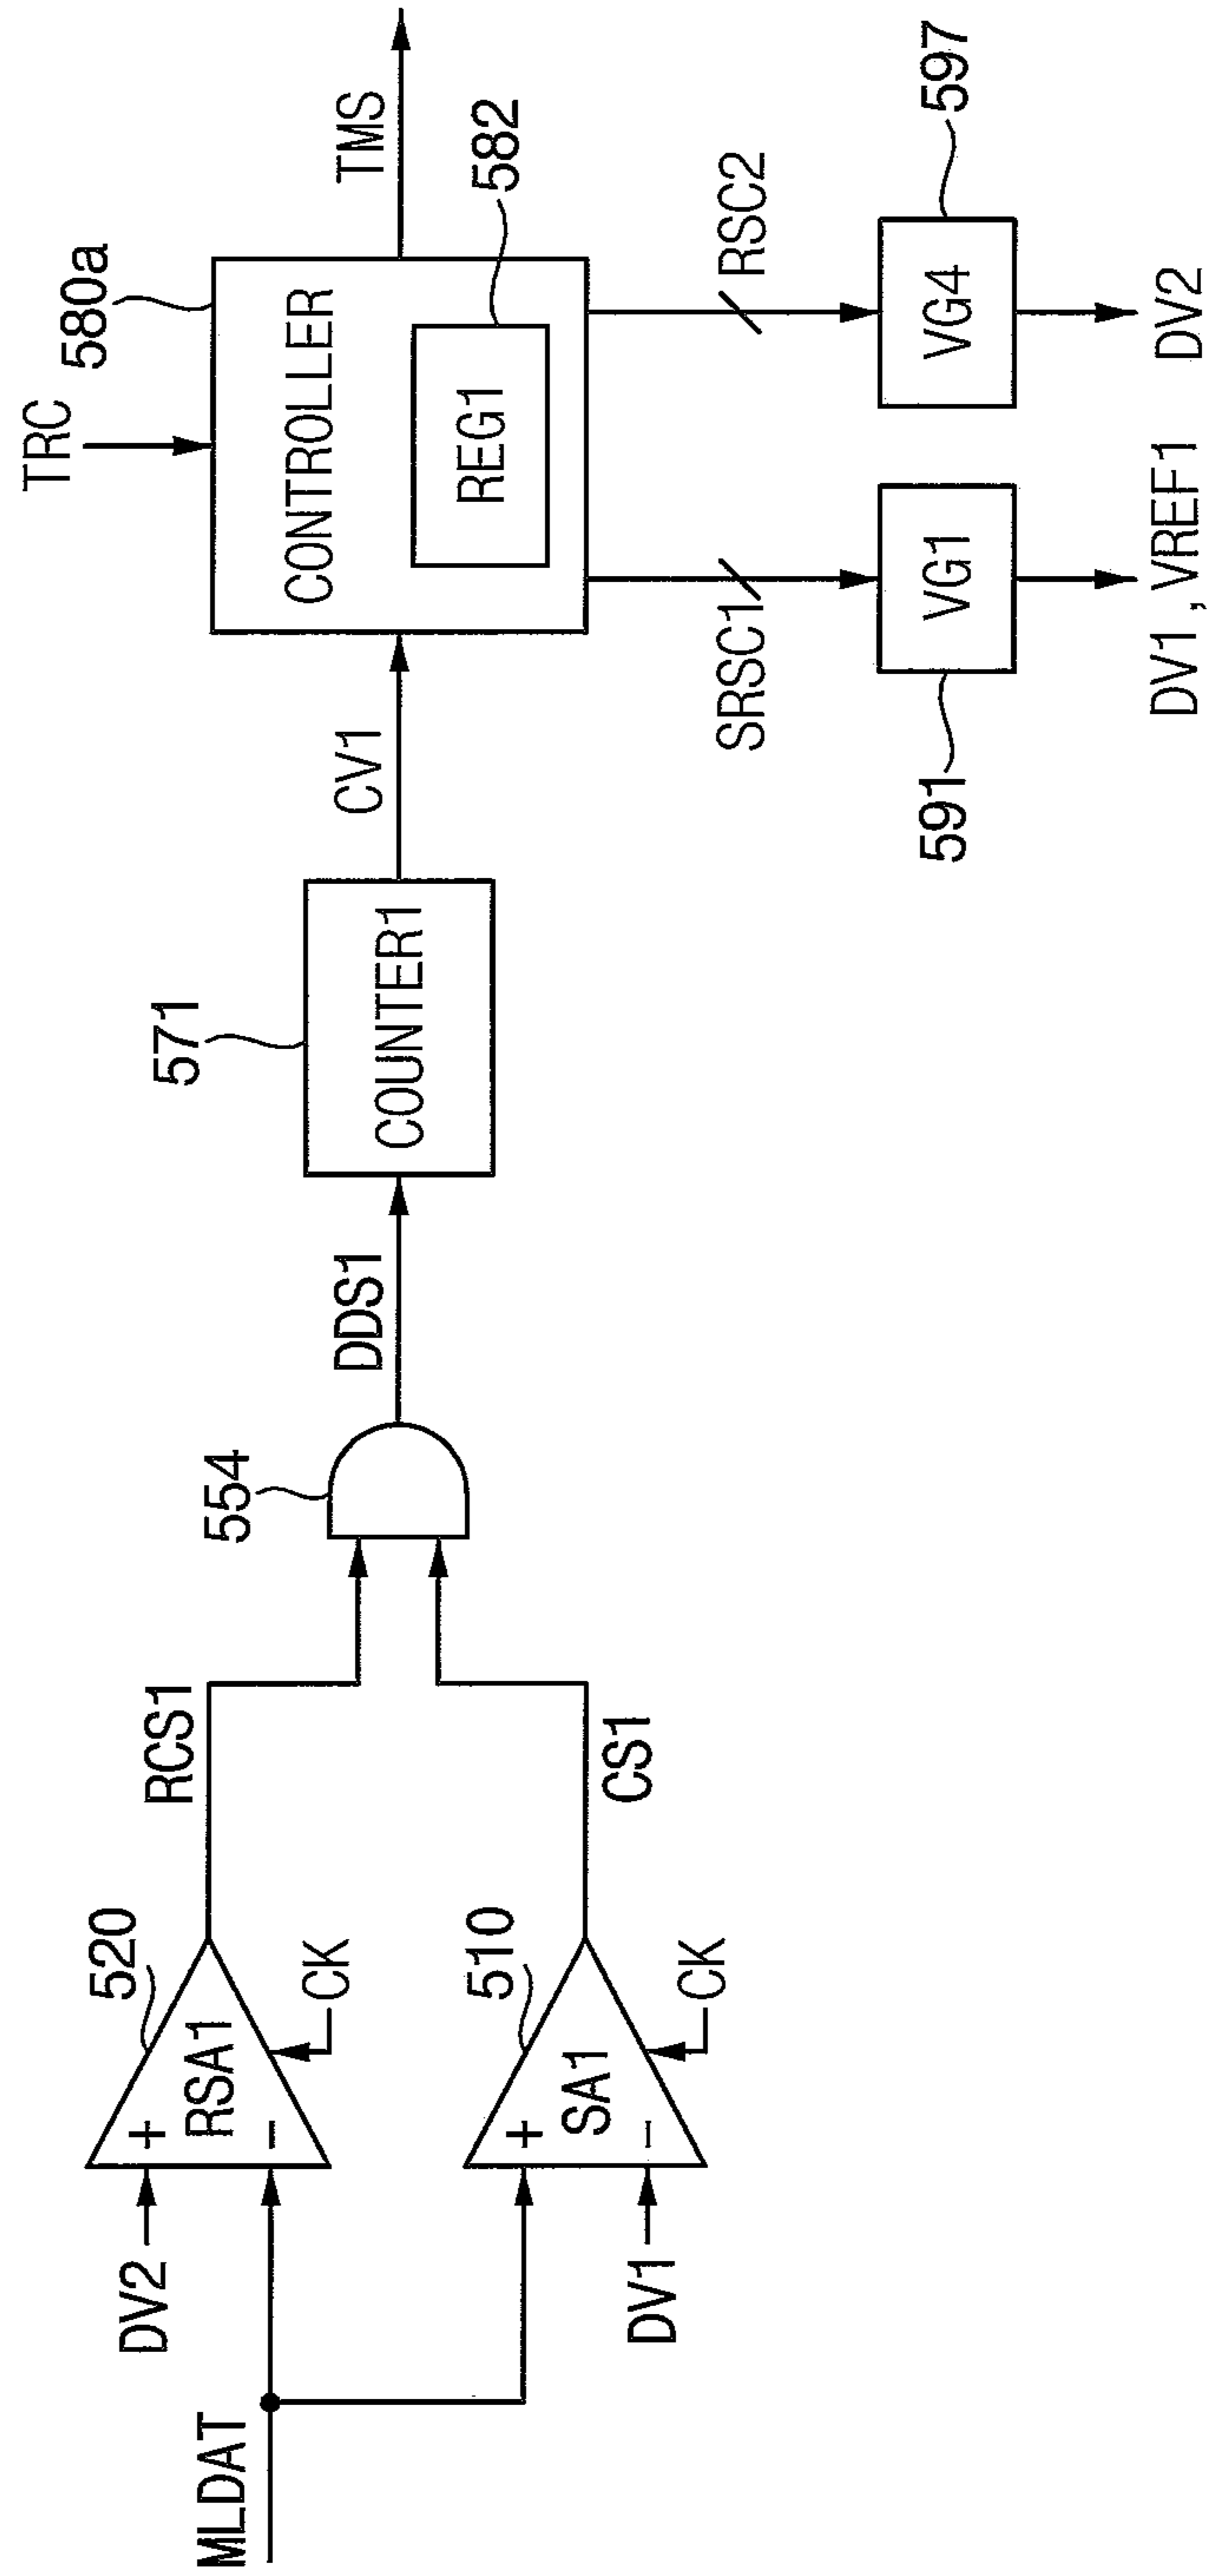 MLDAT
DV2
+
-
RSA1
520
CK
RCS1
DV1
+
-
SA1
510
CK
CS1
554
DDS1
571
COUNTER1
CV1
TRC
580a
CONTROLLER
REG1
582
TMS
SRSC1
RSC2
591
VG1
VG4
597
DV1,VREF1
DV2